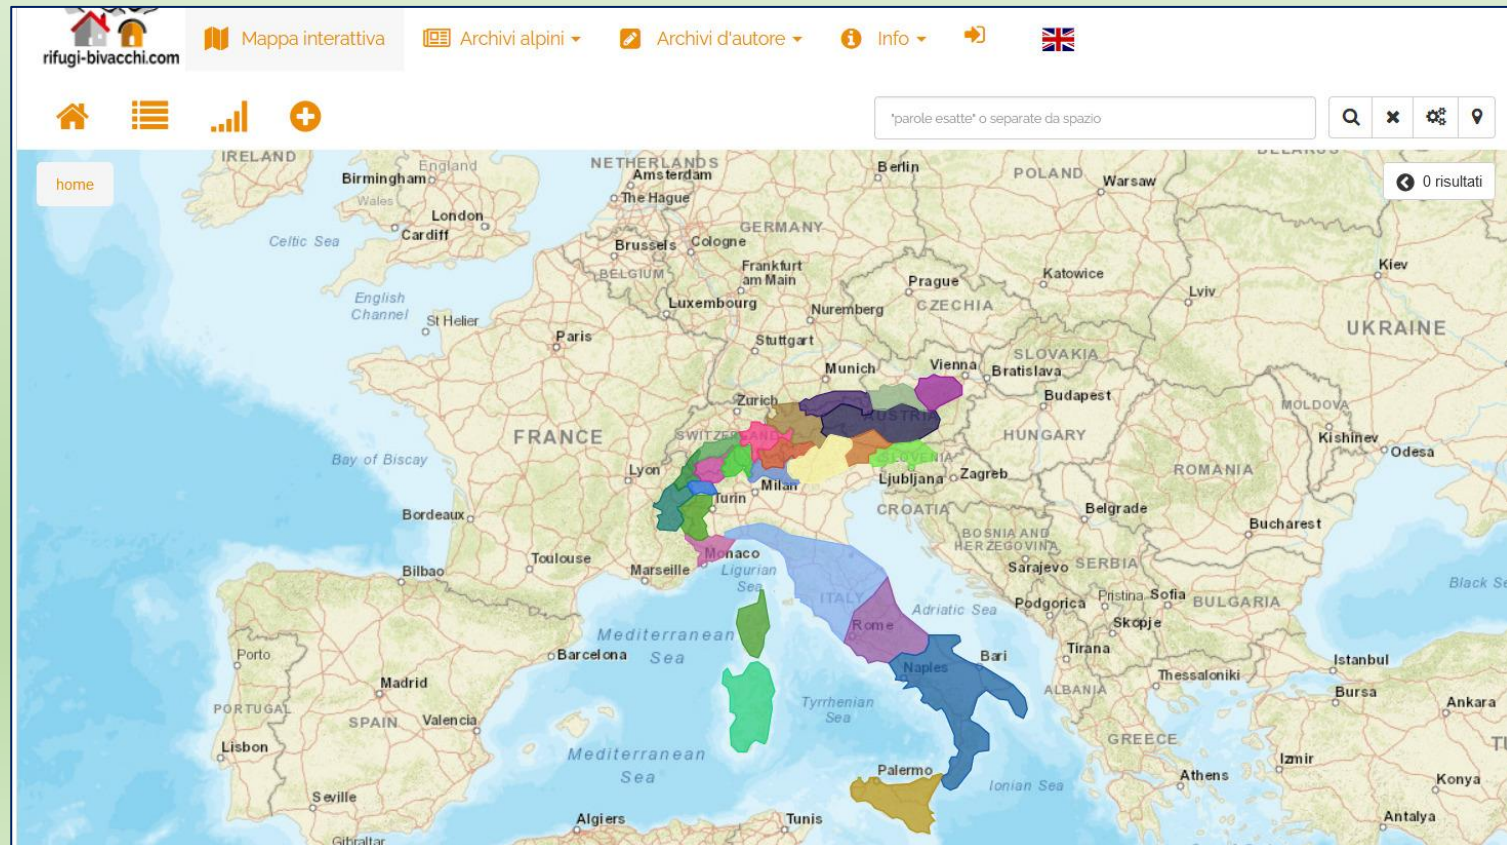 rifugi-bivacchi.com
Mappa interattiva
Archivi alpini
Archivi d'autore
Info
"parole esatte" o separate da spazio
home
0 risultati
IRELAND
England
Birmingham
Wales
London
Cardiff
Celtic Sea
NETHERLANDS
Amsterdam
The Hague
Berlin
POLAND
Warsaw
GERMANY
Brussels
Cologne
BELGIUM
Frankfurt
am Main
Luxembourg
Nuremberg
Prague
CZECHIA
Katowice
Kiev
Lviv
English
Channel
St Helier
Paris
Stuttgart
UKRAINE
Munich
Vienna
SLOVAKIA
Bratislava
Zurich
AUSTRIA
Budapest
MOLDOVA
FRANCE
SWITZERLAND
HUNGARY
Kishinev
Odesa
Bay of Biscay
Lyon
SLOVENIA
Milan
Ljubljana
Zagreb
ROMANIA
Turin
Bordeaux
CROATIA
Belgrade
Bucharest
BOSNIA AND
HERZEGOVINA
Toulouse
Monaco
Marseille
Ligurian
Sea
Bilbao
Sarajevo
SERBIA
Black
ITALY
Adriatic Sea
Podgorica
Pristina
Sofia
BULGARIA
Skopje
Rome
Mediterranean
Sea
Porto
Barcelona
Naples
Bari
Tirana
Istanbul
Thessaloniki
Madrid
ALBANIA
Bursa
Ankara
PORTUGAL
SPAIN
Valencia
Tyrrhenian
Sea
Lisbon
GREECE
Mediterranean
Sea
Izmir
Palermo
Ionian Sea
Athens
Konya
Seville
Algiers
Tunis
Antalya
Gibraltar